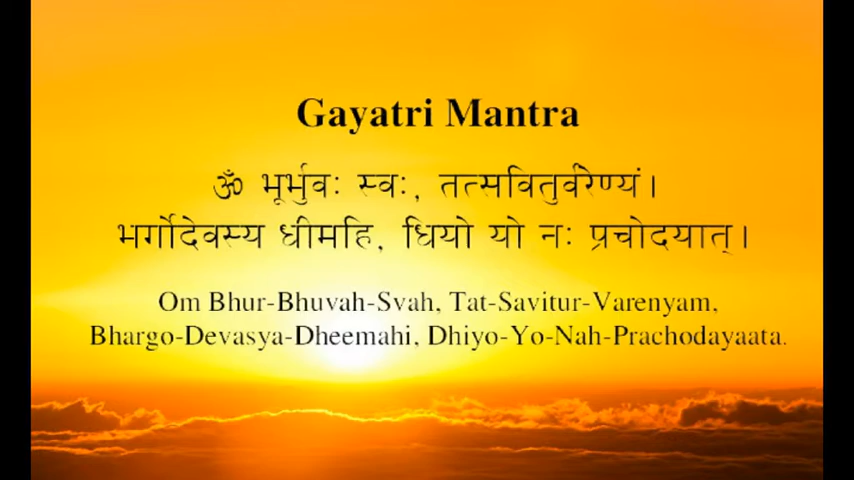 Gayatri Mantra
ॐ भूर्भुवः स्वः, तत्सवितुर्वरेण्यं।
भर्गोदेवस्य धीमहि, धियो यो नः प्रचोदयात्।
Om Bhur-Bhuvah-Svah, Tat-Savitur-Varenyam,
Bhargo-Devasya-Dheemahi, Dhiyo-Yo-Nah-Prachodayaata.